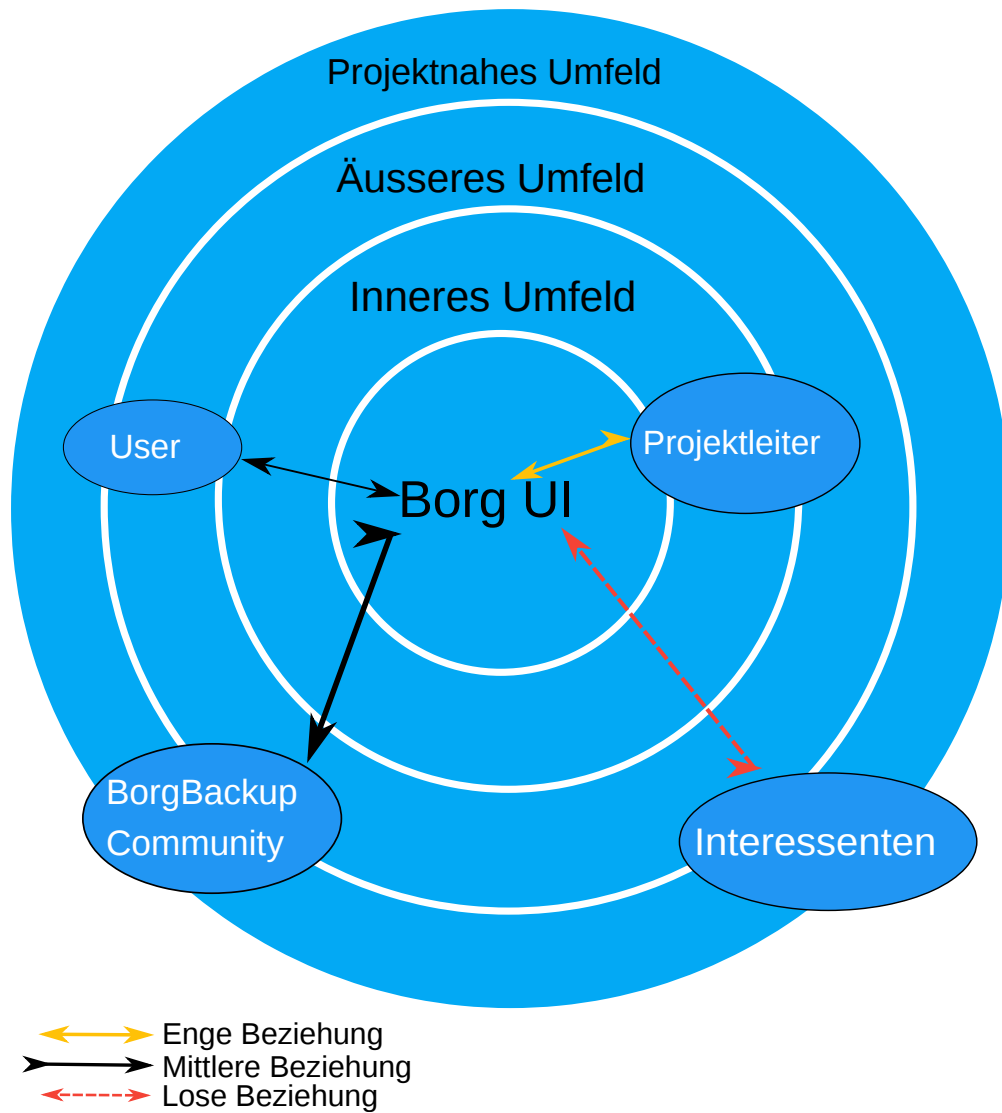 Projektnahes Umfeld
Äusseres Umfeld
Inneres Umfeld
User
Projektleiter
Borg UI
BorgBackup
Community
Interessenten
Enge Beziehung
Mittlere Beziehung
Lose Beziehung